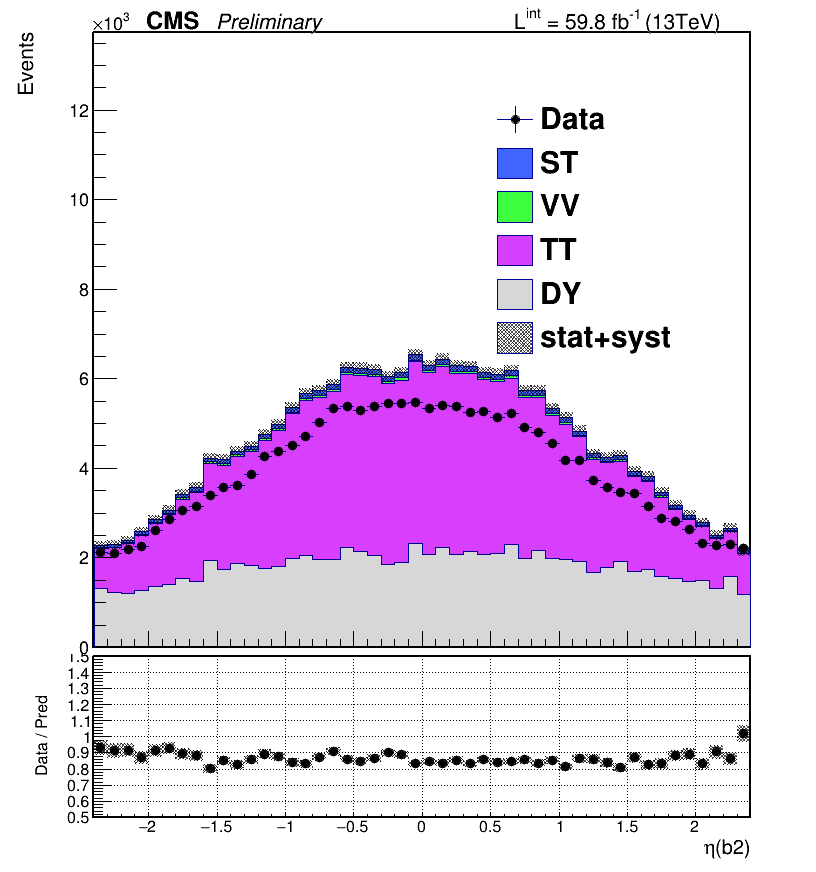 ×10³ CMS Preliminary L^int = 59.8 fb⁻¹ (13TeV)
Events
12
10
8
6
4
2
0
Data
ST
VV
TT
DY
stat+syst
Data / Pred
1.5
1.4
1.3
1.2
1.1
1
0.9
0.8
0.7
0.6
0.5
−2 −1.5 −1 −0.5 0 0.5 1 1.5 2
η(b2)